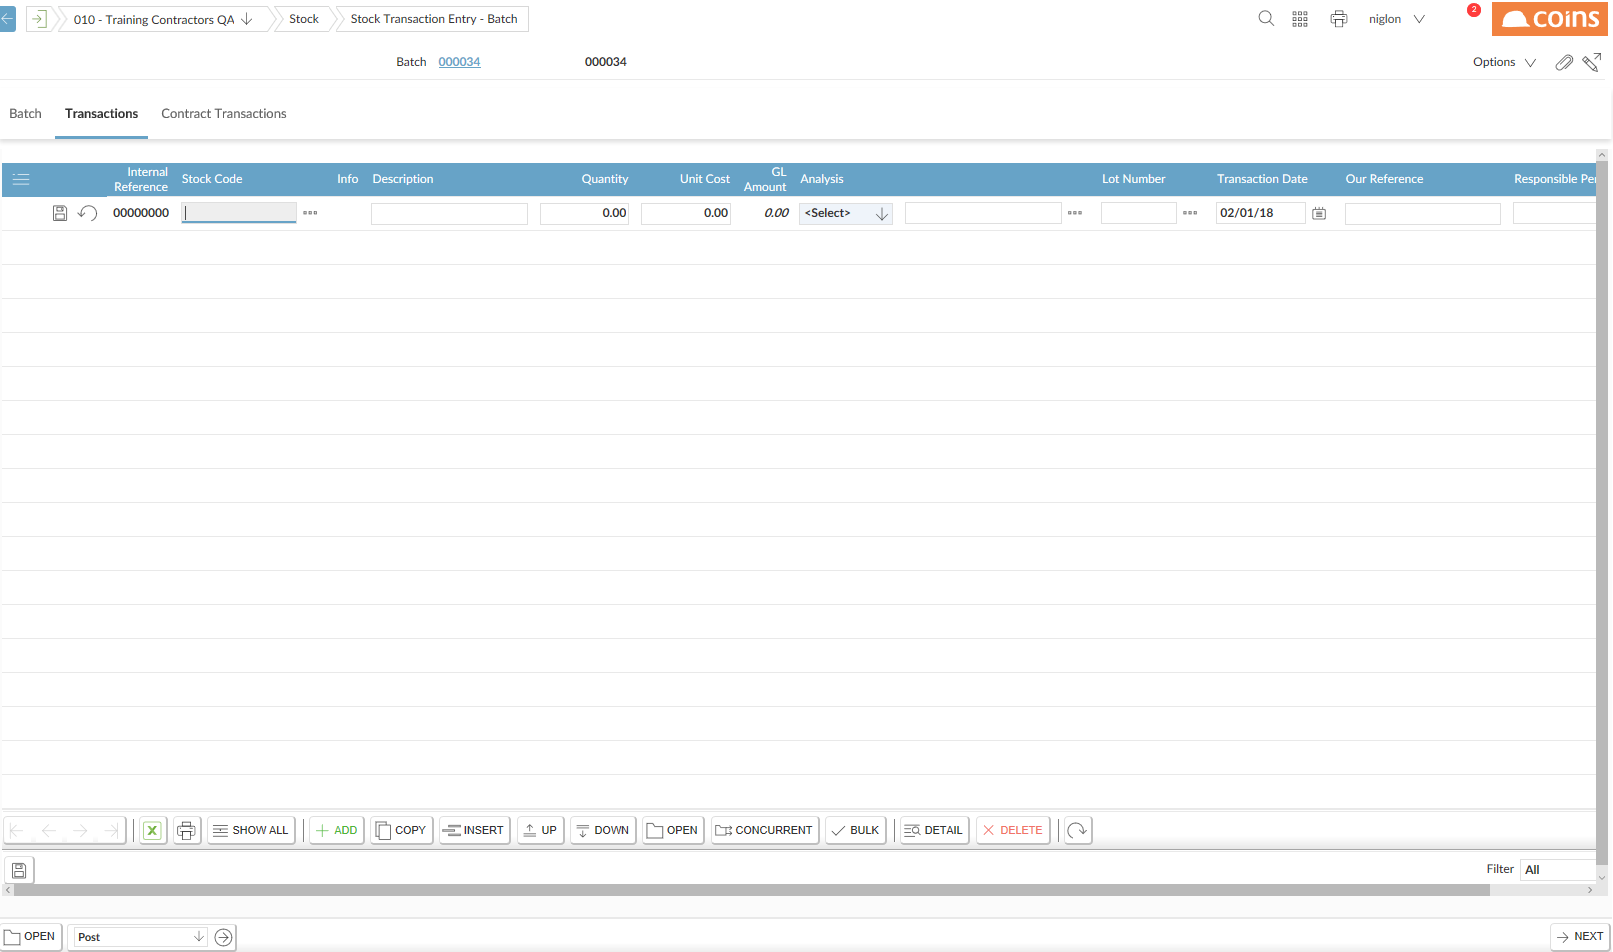 010 - Training Contractors QA
Stock
Stock Transaction Entry - Batch
niglon
2
coins
Batch 000034 000034
Options
Batch
Transactions
Contract Transactions
Internal Reference
Stock Code
Info
Description
Quantity
Unit Cost
GL Amount
Analysis
Lot Number
Transaction Date
Our Reference
Responsible Per
00000000
0.00
0.00
0.00
<Select>
02/01/18
SHOW ALL
ADD
COPY
INSERT
UP
DOWN
OPEN
CONCURRENT
BULK
DETAIL
DELETE
Filter All
OPEN
Post
NEXT